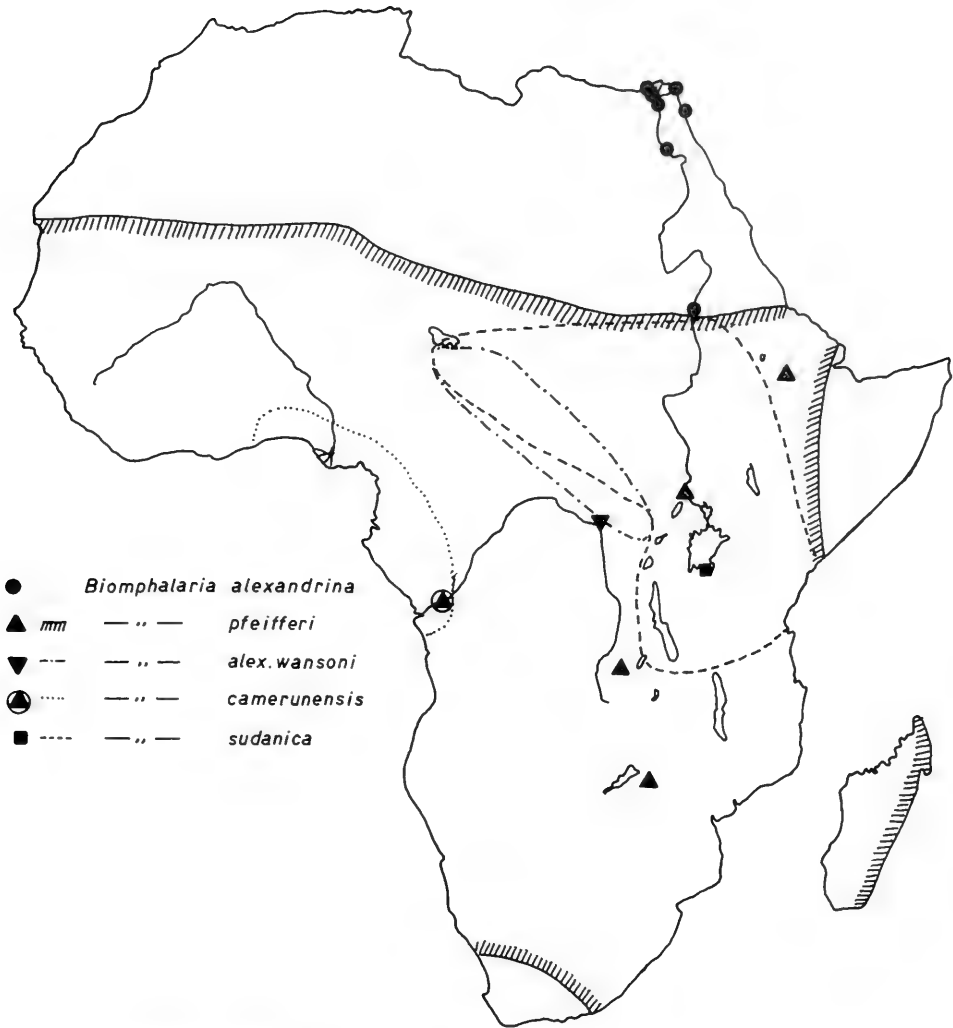 Biomphalaria alexandrina
— „ — pfeifferi
— „ — alex. wansoni
— „ — camerunensis
— „ — sudanica